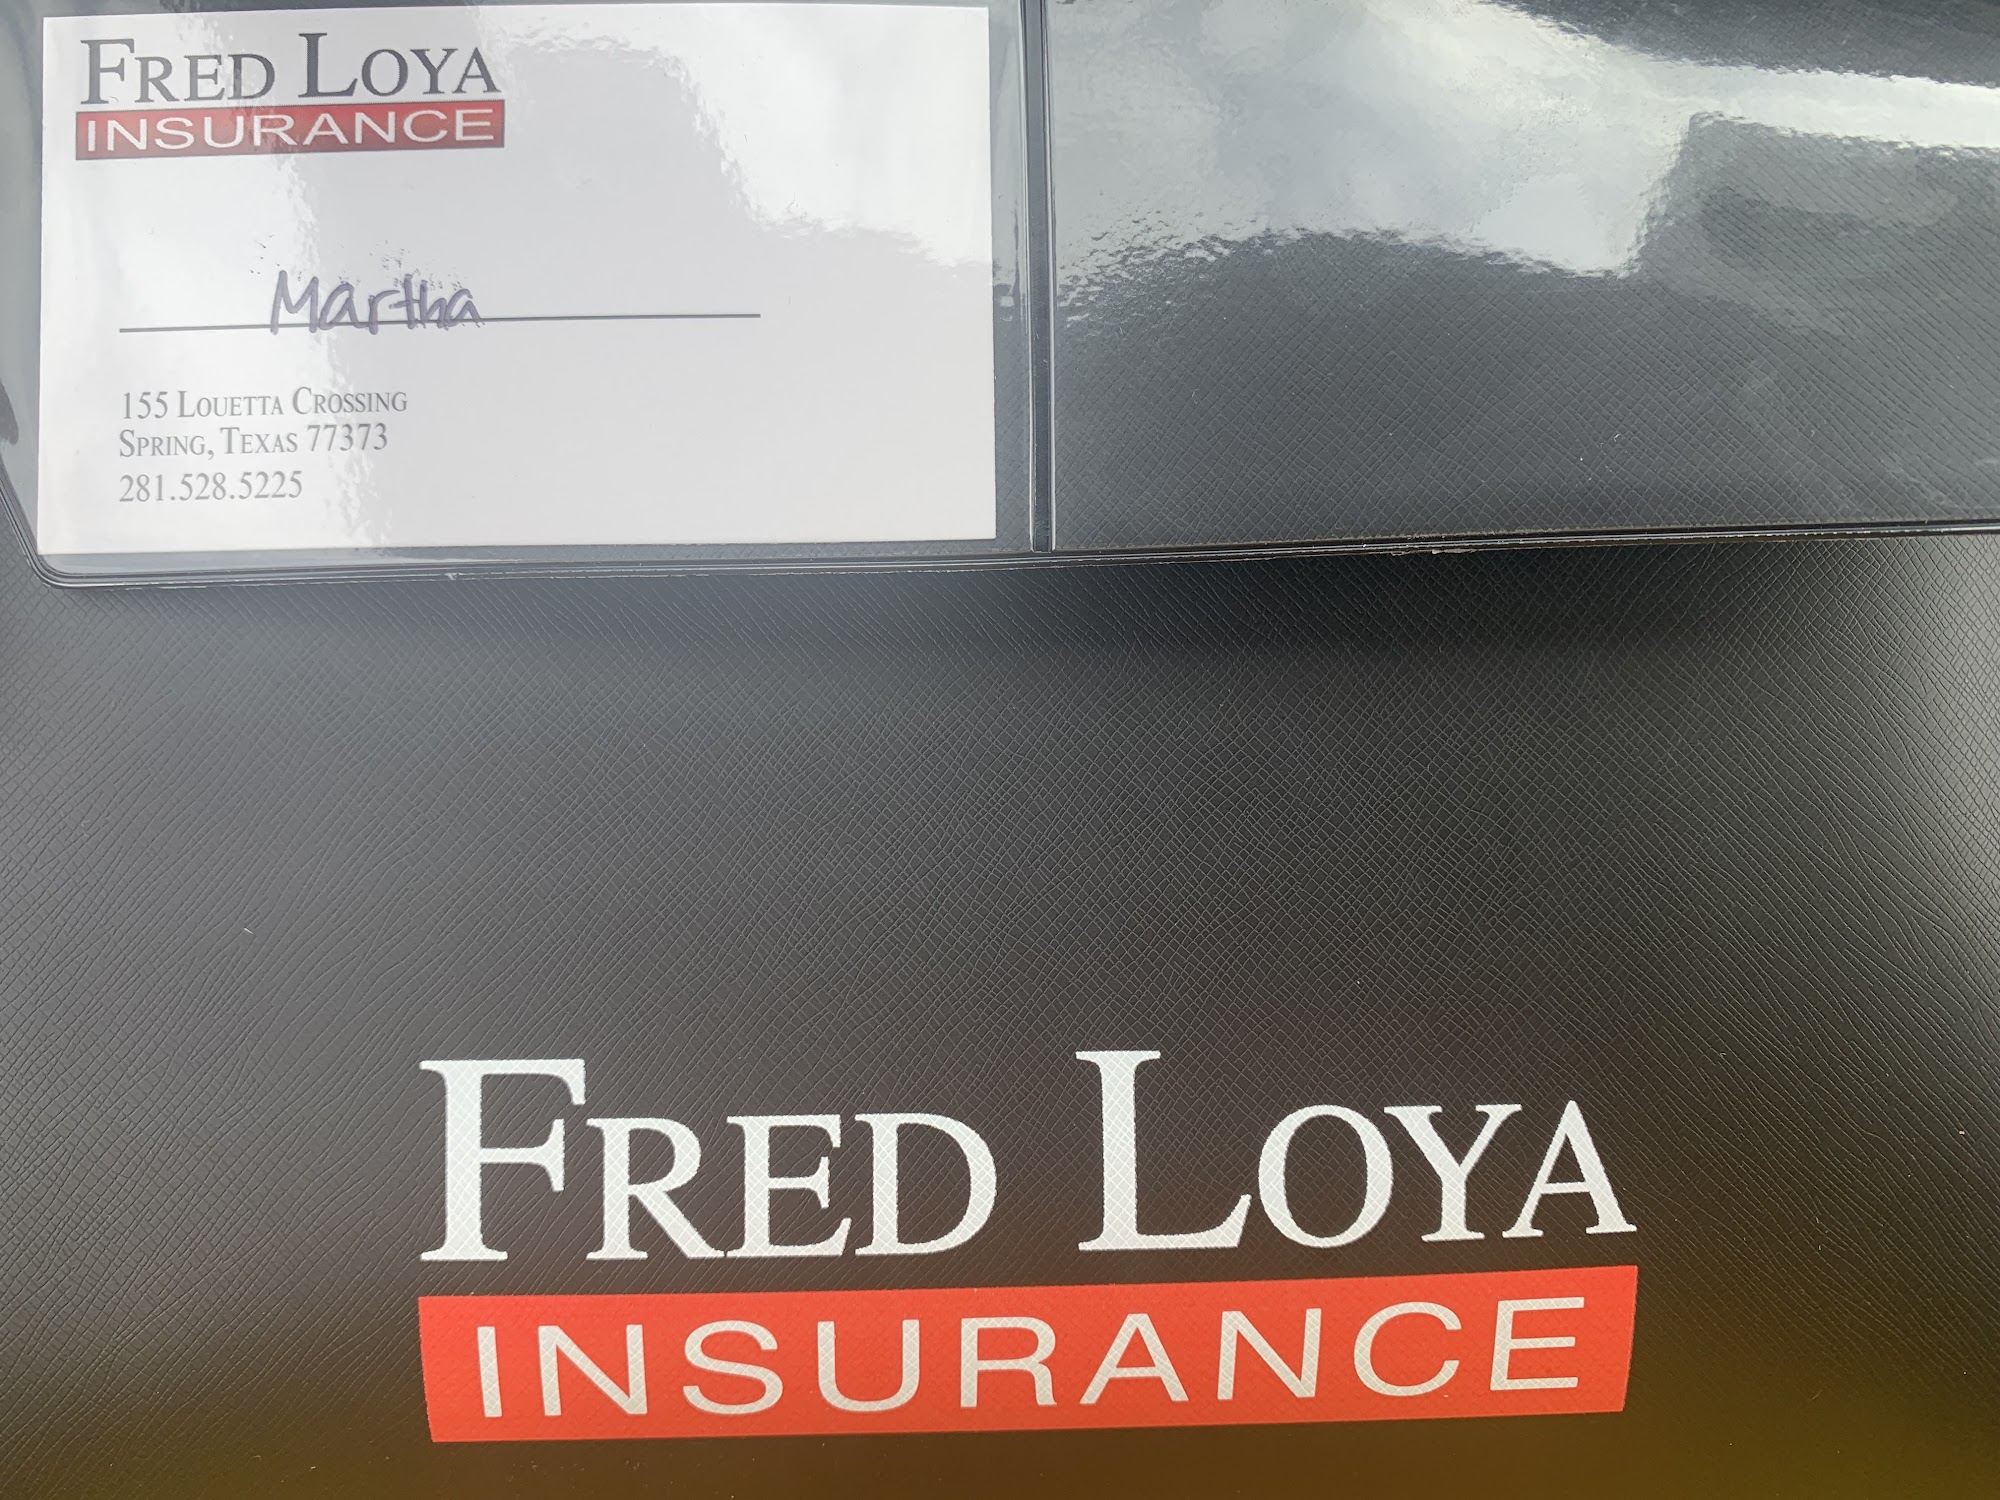 FRED LOYA
INSURANCE
Martha
155 LOUETTA CROSSING
SPRING, TEXAS 77373
281.528.5225
FRED LOYA
INSURANCE